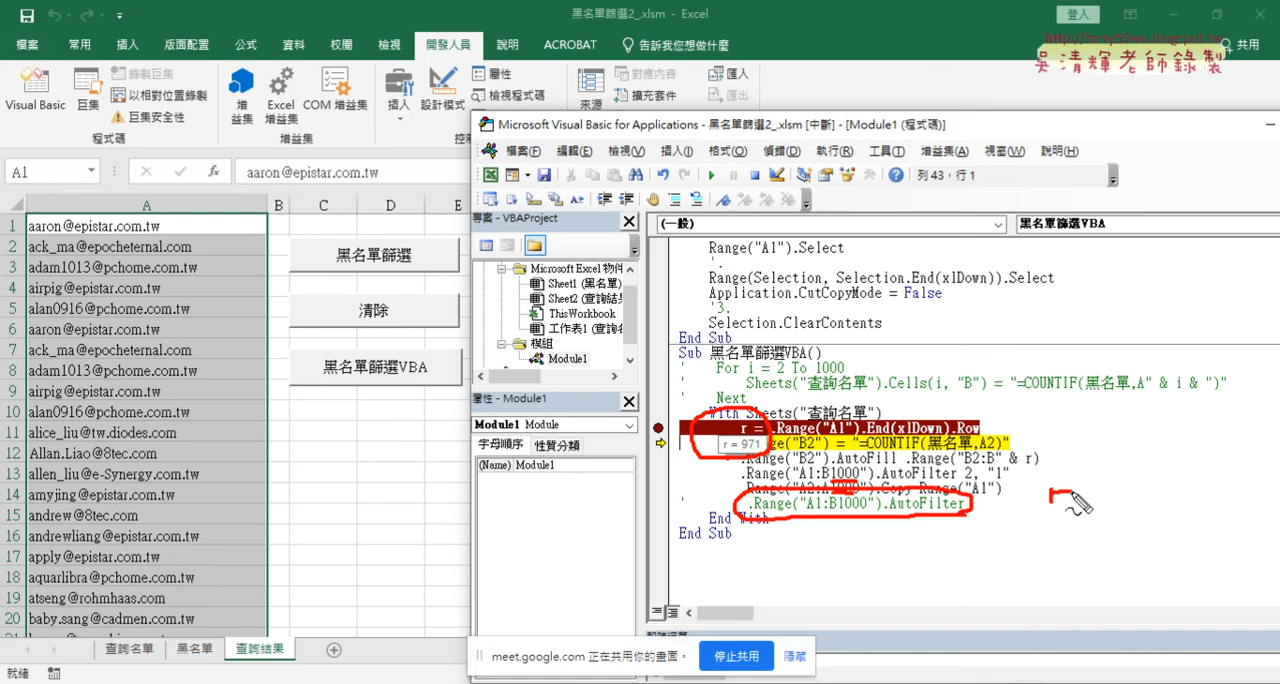 黑名單篩選2_.xlsm - Excel
登入
http://terry55wu.blogspot.tw
吳清輝老師錄製
檔案 常用 插入 版面配置 公式 資料 校閱 檢視 開發人員 說明 ACROBAT 告訴我您想做什麼 共用
Visual Basic 巨集 錄製巨集 以相對位置錄製 巨集安全性 程式碼
增益集 Excel 增益集 COM 增益集 增益集
插入 設計模式 屬性 檢視程式碼
來源 對應內容 擴充套件 匯入 匯出
A1 fx aaron@epistar.com.tw
A B C D E
1 aaron@epistar.com.tw
2 ack_ma@epocheternal.com
3 adam1013@pchome.com.tw
4 airpig@epistar.com.tw
5 alan0916@pchome.com.tw
6 aaron@epistar.com.tw
7 ack_ma@epocheternal.com
8 adam1013@pchome.com.tw
9 airpig@epistar.com.tw
10 alan0916@pchome.com.tw
11 alice_liu@tw.diodes.com
12 Allan.Liao@8tec.com
13 allen_liu@e-Synergy.com.tw
14 amyjing@epistar.com.tw
15 andrew@8tec.com
16 andrewliang@epistar.com.tw
17 apply@epistar.com.tw
18 aquarlibra@pchome.com.tw
19 atseng@rohmhaas.com
20 baby.sang@cadmen.com.tw
黑名單篩選
清除
黑名單篩選VBA
查詢名單 黑名單 查詢結果
就緒
Microsoft Visual Basic for Applications - 黑名單篩選2_.xlsm [中斷] - [Module1 (程式碼)]
檔案(F) 編輯(E) 檢視(V) 插入(I) 格式(O) 偵錯(D) 執行(R) 工具(T) 增益集(A) 視窗(W) 說明(H)
列 43，行 1
專案 - VBAProject
Microsoft Excel 物件
Sheet1 (黑名單)
Sheet2 (查詢結
ThisWorkbook
工作表1 (查詢名
模組
Module1
屬性 - Module1
Module1 Module
字母順序 性質分類
(Name) Module1
(一般) 黑名單篩選VBA
Range("A1").Select
'.
Range(Selection, Selection.End(xlDown)).Select
Application.CutCopyMode = False
'3.
Selection.ClearContents
End Sub
Sub 黑名單篩選VBA()
' For i = 2 To 1000
' Sheets("查詢名單").Cells(i, "B") = "=COUNTIF(黑名單,A" & i & ")"
' Next
With Sheets("查詢名單")
r = .Range("A1").End(xlDown).Row
r = 971
ge("B2") = "=COUNTIF(黑名單,A2)"
.Range("B2").AutoFill .Range("B2:B" & r)
.Range("A1:B1000").AutoFilter 2, "1"
.Range("A2:A1000").Copy Range("A1")
' .Range("A1:B1000").AutoFilter
End With
End Sub
meet.google.com 正在共用你的畫面。 停止共用 隱藏